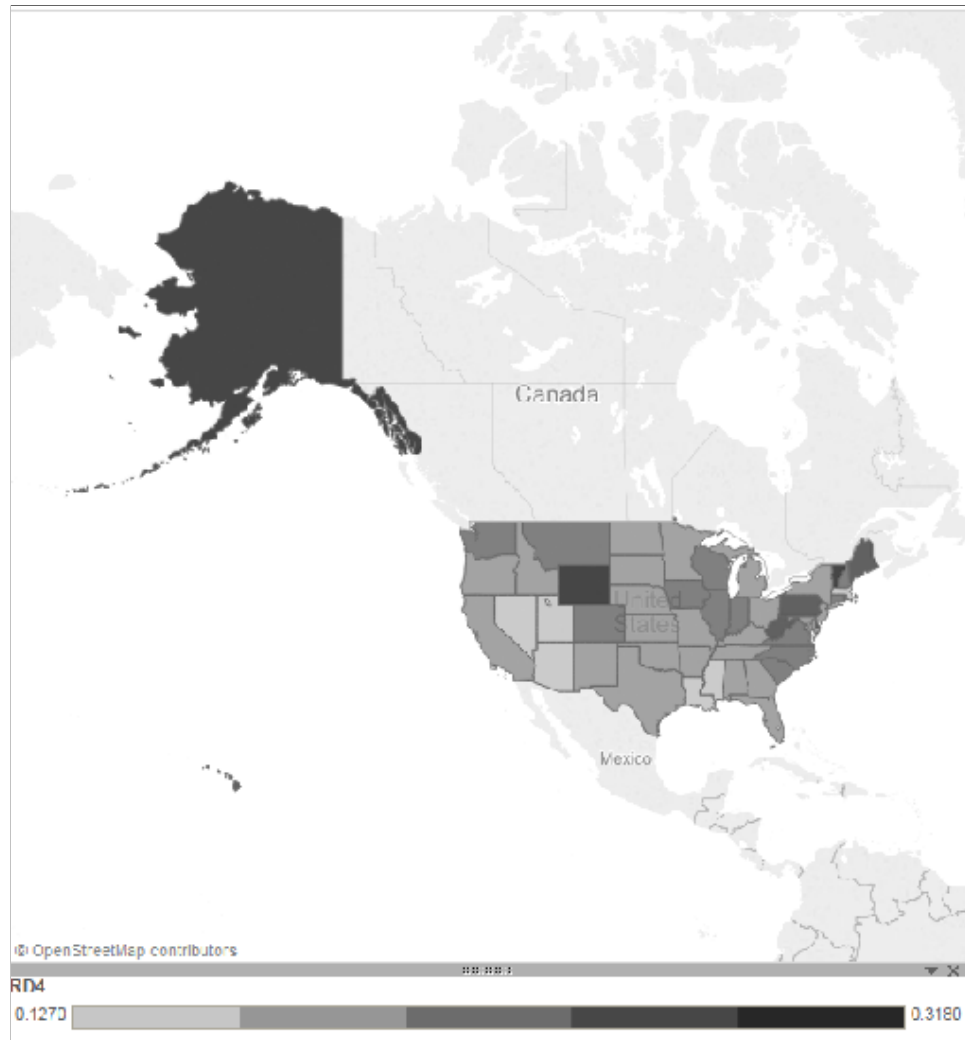 Canada
United
States
Mexico
© OpenStreetMap contributors
RD4
0.1270 0.3180